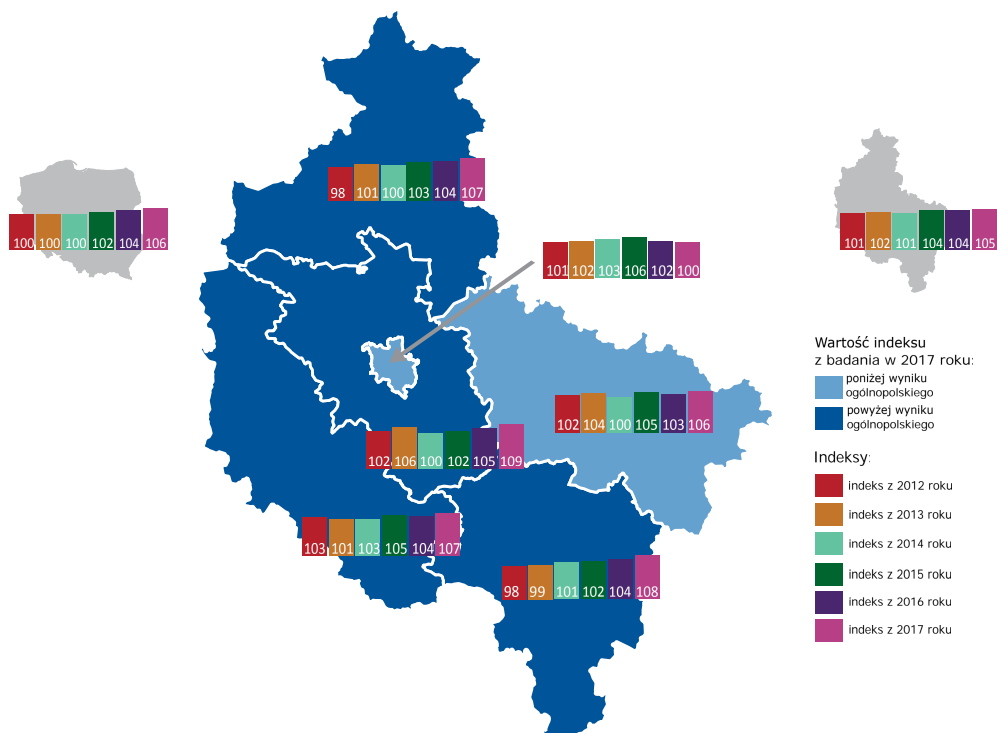 98 101 100 103 104 107
100 100 100 102 104 106
101 102 101 104 104 105
101 102 103 106 102 100
Wartość indeksu
z badania w 2017 roku:
poniżej wyniku
ogólnopolskiego
powyżej wyniku
ogólnopolskiego
102 104 100 105 103 106
102 106 100 102 105 109
Indeksy:
indeks z 2012 roku
indeks z 2013 roku
indeks z 2014 roku
indeks z 2015 roku
indeks z 2016 roku
indeks z 2017 roku
103 101 103 105 104 107
98 99 101 102 104 108